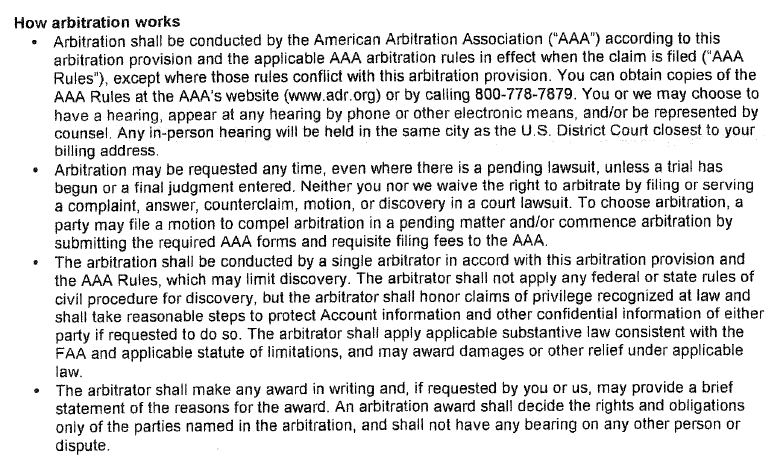 How arbitration works
• Arbitration shall be conducted by the American Arbitration Association ("AAA") according to this
arbitration provision and the applicable AAA arbitration rules in effect when the claim is filed ("AAA
Rules"), except where those rules conflict with this arbitration provision. You can obtain copies of the
AAA Rules at the AAA's website (www.adr.org) or by calling 800-778-7879. You or we may choose to
have a hearing, appear at any hearing by phone or other electronic means, and/or be represented by
counsel. Any in-person hearing will be held in the same city as the U.S. District Court closest to your
billing address.
• Arbitration may be requested any time, even where there is a pending lawsuit, unless a trial has
begun or a final judgment entered. Neither you nor we waive the right to arbitrate by filing or serving
a complaint, answer, counterclaim, motion, or discovery in a court lawsuit. To choose arbitration, a
party may file a motion to compel arbitration in a pending matter and/or commence arbitration by
submitting the required AAA forms and requisite filing fees to the AAA.
• The arbitration shall be conducted by a single arbitrator in accord with this arbitration provision and
the AAA Rules, which may limit discovery. The arbitrator shall not apply any federal or state rules of
civil procedure for discovery, but the arbitrator shall honor claims of privilege recognized at law and
shall take reasonable steps to protect Account information and other confidential information of either
party if requested to do so. The arbitrator shall apply applicable substantive law consistent with the
FAA and applicable statute of limitations, and may award damages or other relief under applicable
law.
• The arbitrator shall make any award in writing and, if requested by you or us, may provide a brief
statement of the reasons for the award. An arbitration award shall decide the rights and obligations
only of the parties named in the arbitration, and shall not have any bearing on any other person or
dispute.